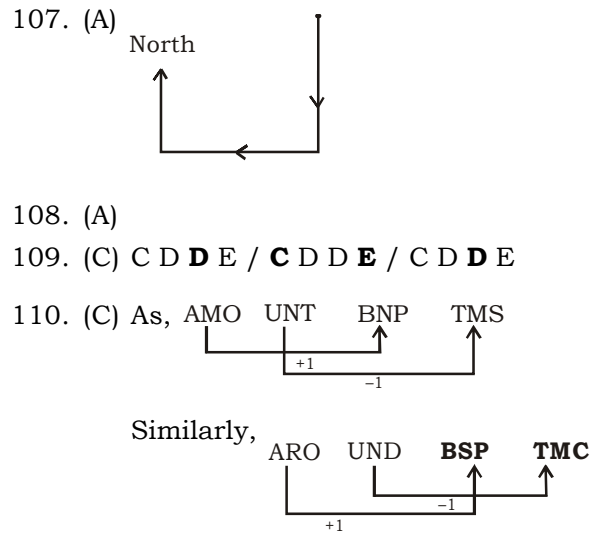 107. (A)
North
108. (A)
109. (C) C D D E / C D D E / C D D E
110. (C) As, AMO UNT BNP TMS
+1
–1
Similarly,
ARO UND BSP TMC
–1
+1